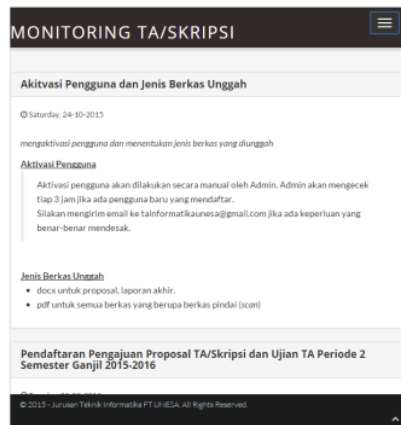 MONITORING TA/SKRIPSI
Akitvasi Pengguna dan Jenis Berkas Unggah
Saturday, 24-10-2015
mengaktivasi pengguna dan menentukan jenis berkas yang diunggah
Aktivasi Pengguna
Aktivasi pengguna akan dilakukan secara manual oleh Admin. Admin akan mengecek
tiap 3 jam jika ada pengguna baru yang mendaftar.
Silakan mengirim email ke tainformatikaunesa@gmail.com jika ada keperluan yang
benar-benar mendesak.
Jenis Berkas Unggah
• docx untuk proposal, laporan akhir.
• pdf untuk semua berkas yang berupa berkas pindai (scan)
Pendaftaran Pengajuan Proposal TA/Skripsi dan Ujian TA Periode 2
Semester Ganjil 2015-2016
© 2015 - Jurusan Teknik Informatika FT UNESA. All Rights Reserved.